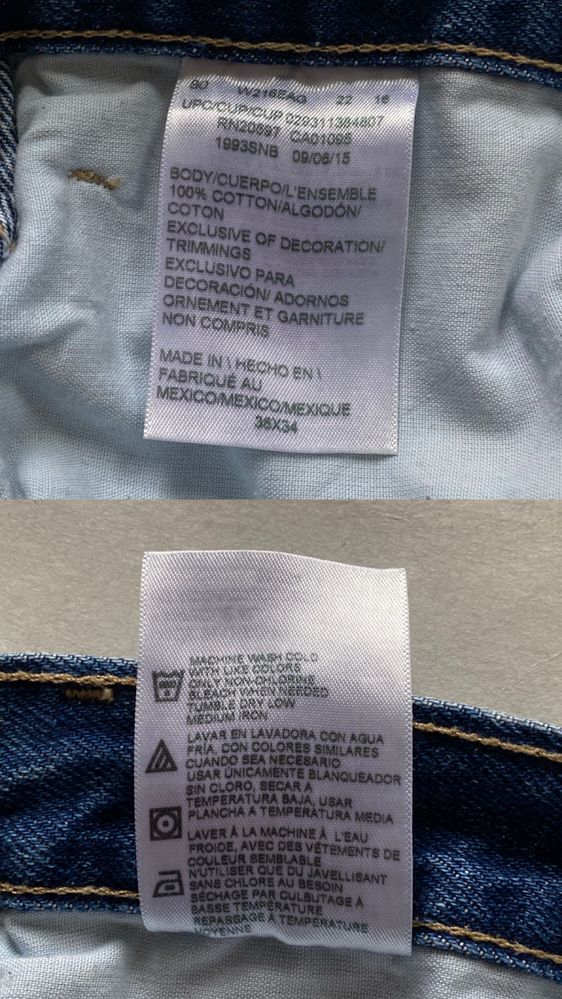 80 W216EAG 22 16
UPC/CUP/CUP 029311384807
RN20697 CA01095
1993SNB 09/06/15
BODY/CUERPO/L'ENSEMBLE
100% COTTON/ALGODÓN/
COTON
EXCLUSIVE OF DECORATION/
TRIMMINGS
EXCLUSIVO PARA
DECORACIÓN/ ADORNOS
ORNEMENT ET GARNITURE
NON COMPRIS
MADE IN \ HECHO EN \
FABRIQUÉ AU
MEXICO/MEXICO/MEXIQUE
36X34
MACHINE WASH COLD
WITH LIKE COLORS
ONLY NON-CHLORINE
BLEACH WHEN NEEDED
TUMBLE DRY LOW
MEDIUM IRON
LAVAR EN LAVADORA CON AGUA
FRÍA, CON COLORES SIMILARES
CUANDO SEA NECESARIO
USAR ÚNICAMENTE BLANQUEADOR
SIN CLORO, SECAR A
TEMPERATURA BAJA, USAR
PLANCHA A TEMPERATURA MEDIA
LAVER À LA MACHINE À L'EAU
FROIDE, AVEC DES VÊTEMENTS DE
COULEUR SEMBLABLE
N'UTILISER QUE DU JAVELLISANT
SANS CHLORE AU BESOIN
SÉCHAGE PAR CULBUTAGE À
BASSE TEMPÉRATURE
REPASSAGE À TEMPÉRATURE
MOYENNE